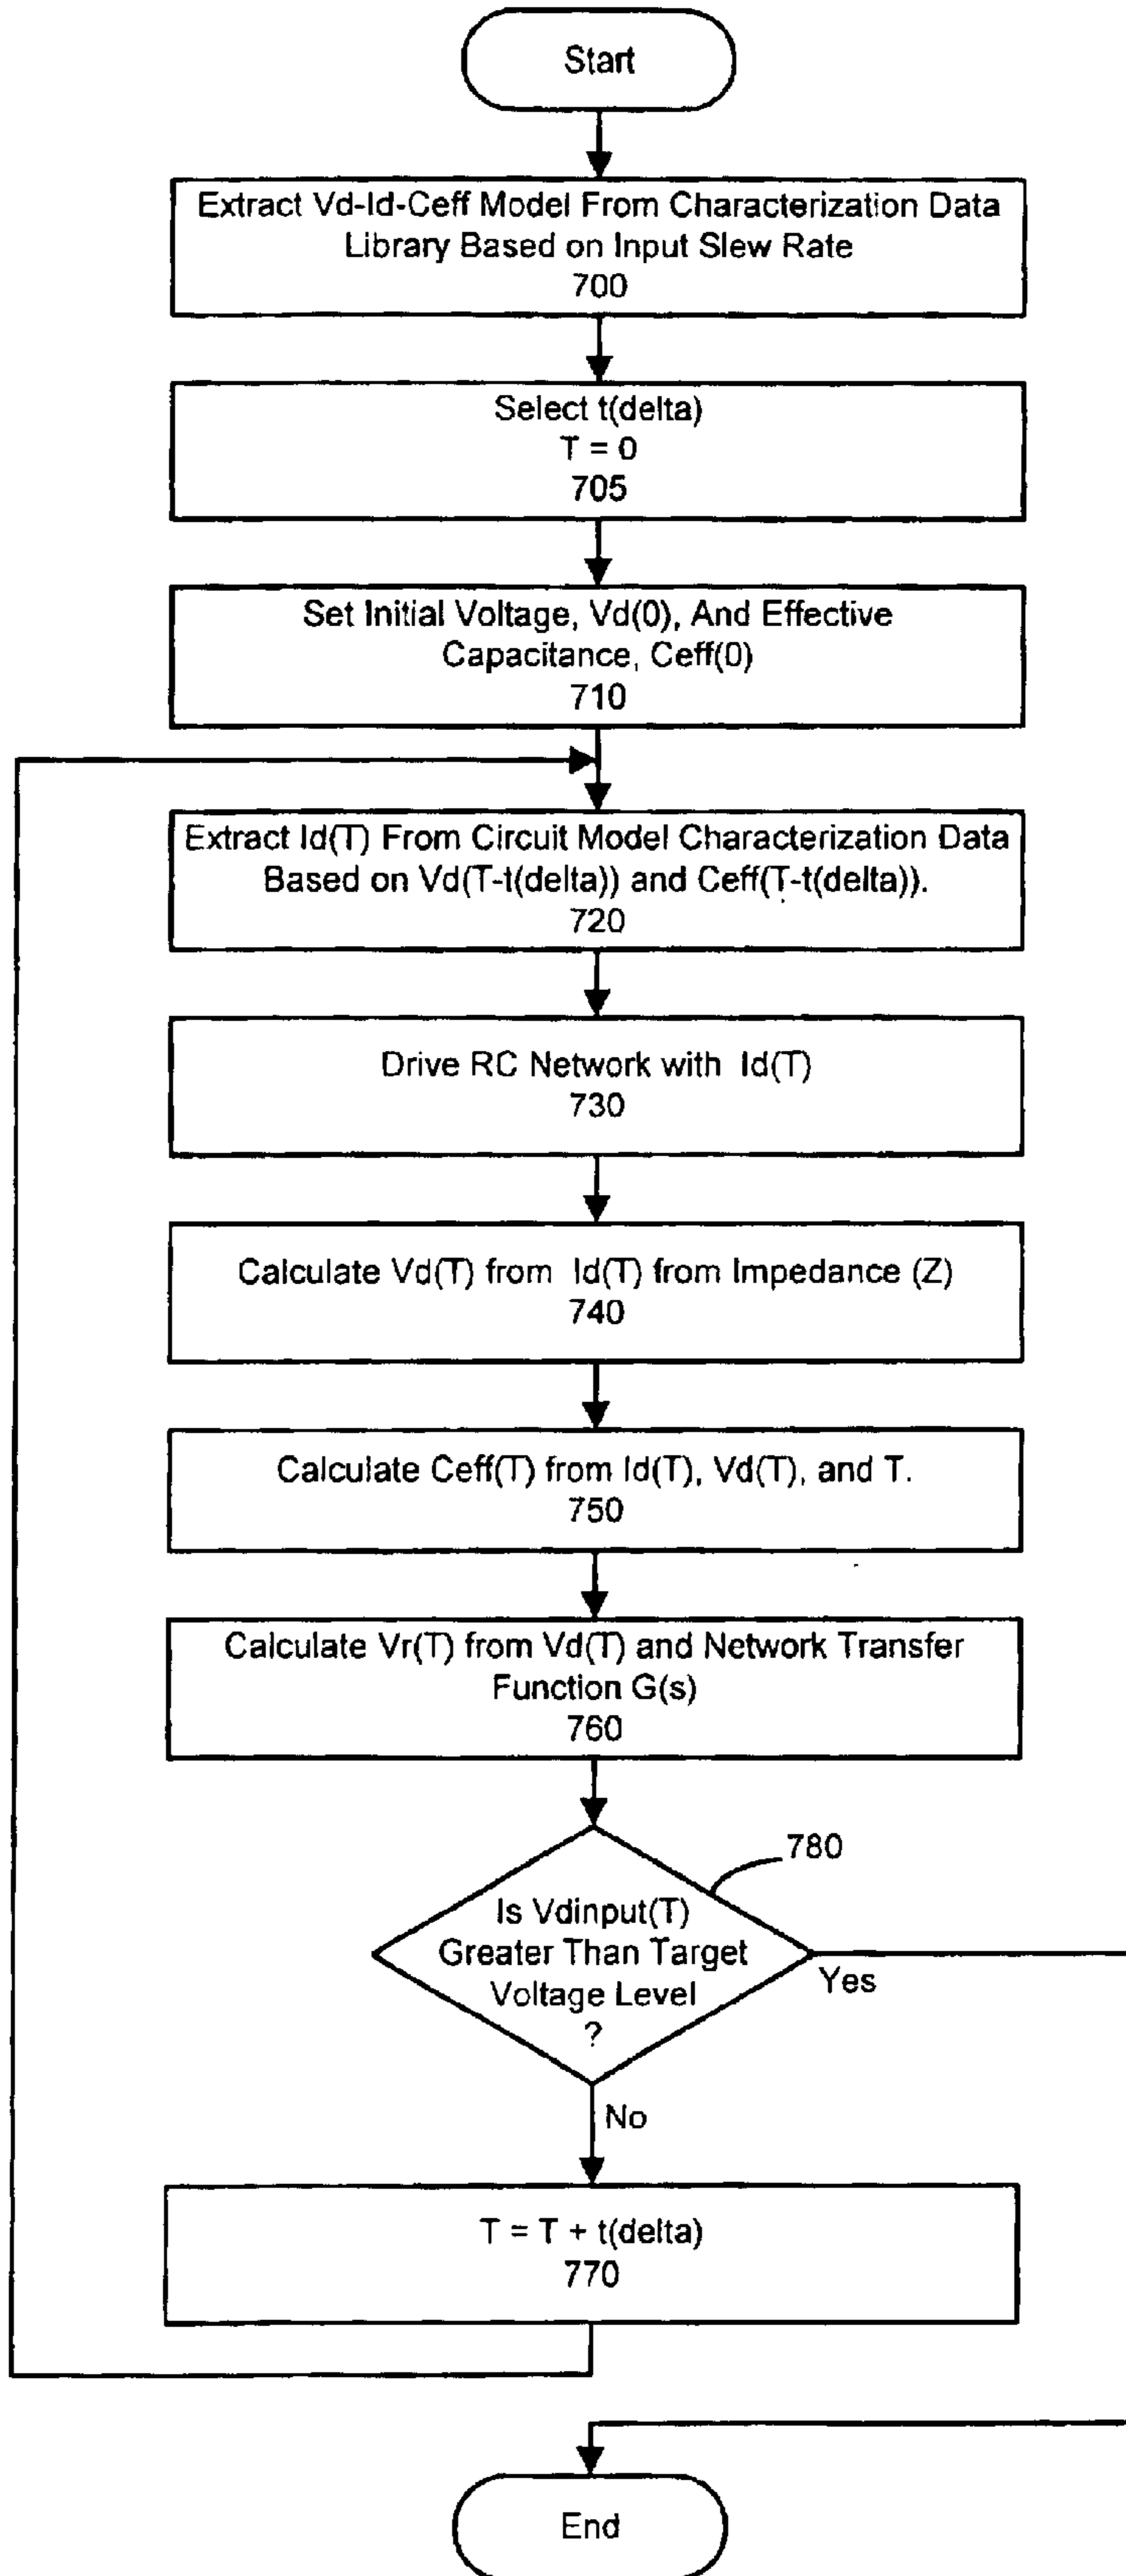 Start
Extract Vd-Id-Ceff Model From Characterization Data
Library Based on Input Slew Rate
700
Select t(delta)
T = 0
705
Set Initial Voltage, Vd(0), And Effective
Capacitance, Ceff(0)
710
Extract Id(T) From Circuit Model Characterization Data
Based on Vd(T-t(delta)) and Ceff(T-t(delta)).
720
Drive RC Network with Id(T)
730
Calculate Vd(T) from Id(T) from Impedance (Z)
740
Calculate Ceff(T) from Id(T), Vd(T), and T.
750
Calculate Vr(T) from Vd(T) and Network Transfer
Function G(s)
760
780
Is Vdinput(T)
Greater Than Target
Voltage Level
?
Yes
No
T = T + t(delta)
770
End